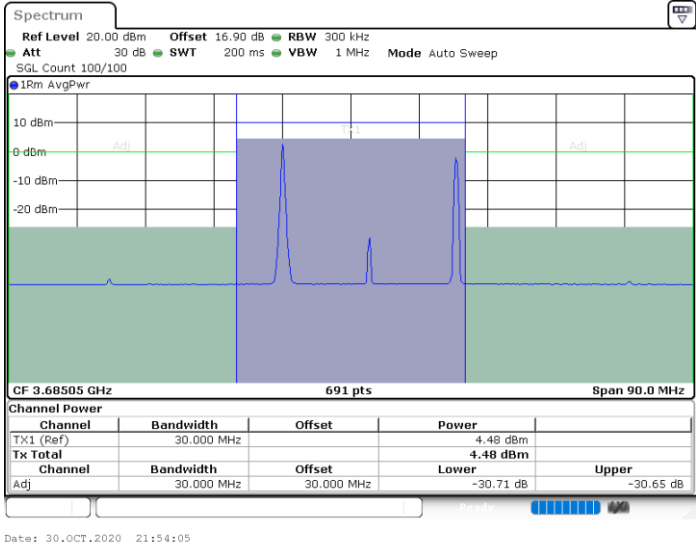 Spectrum
Ref Level 20.00 dBm Offset 16.90 dB RBW 300 kHz
Att 30 dB SWT 200 ms VBW 1 MHz Mode Auto Sweep
SGL Count 100/100
1Rm AvgPwr
10 dBm
TX1
Adj Adj
0 dBm
-10 dBm
-20 dBm
CF 3.68505 GHz 691 pts Span 90.0 MHz
Channel Power
Channel Bandwidth Offset Power
TX1 (Ref) 30.000 MHz 4.48 dBm
Tx Total 4.48 dBm
Channel Bandwidth Offset Lower Upper
Adj 30.000 MHz 30.000 MHz -30.71 dB -30.65 dB
Ready
Date: 30.OCT.2020 21:54:05